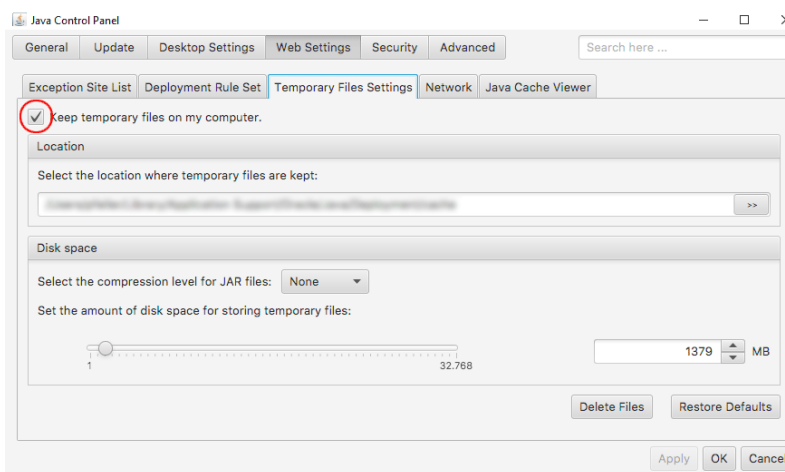 Java Control Panel
General Update Desktop Settings Web Settings Security Advanced Search here ...
Exception Site List Deployment Rule Set Temporary Files Settings Network Java Cache Viewer
Keep temporary files on my computer.
Location
Select the location where temporary files are kept:
>>
Disk space
Select the compression level for JAR files: None
Set the amount of disk space for storing temporary files:
1379 MB
1 32.768
Delete Files Restore Defaults
Apply OK Cancel